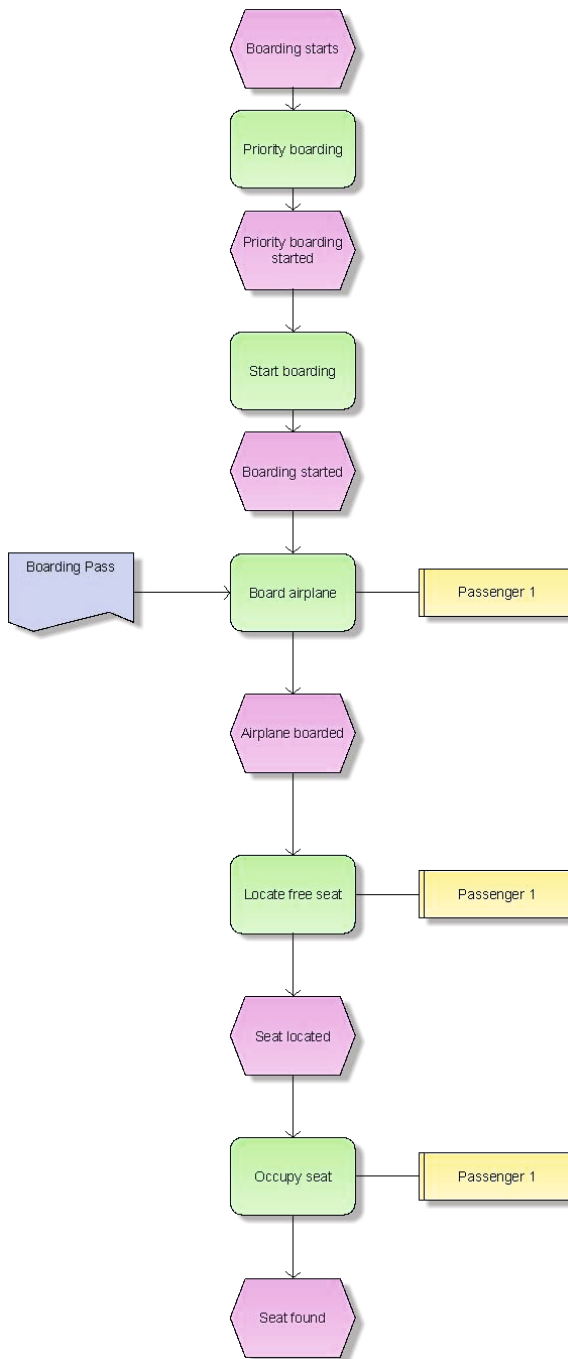 Boarding starts
Priority boarding
Priority boarding
started
Start boarding
Boarding started
Boarding Pass
Board airplane
Passenger 1
Airplane boarded
Locate free seat
Passenger 1
Seat located
Occupy seat
Passenger 1
Seat found